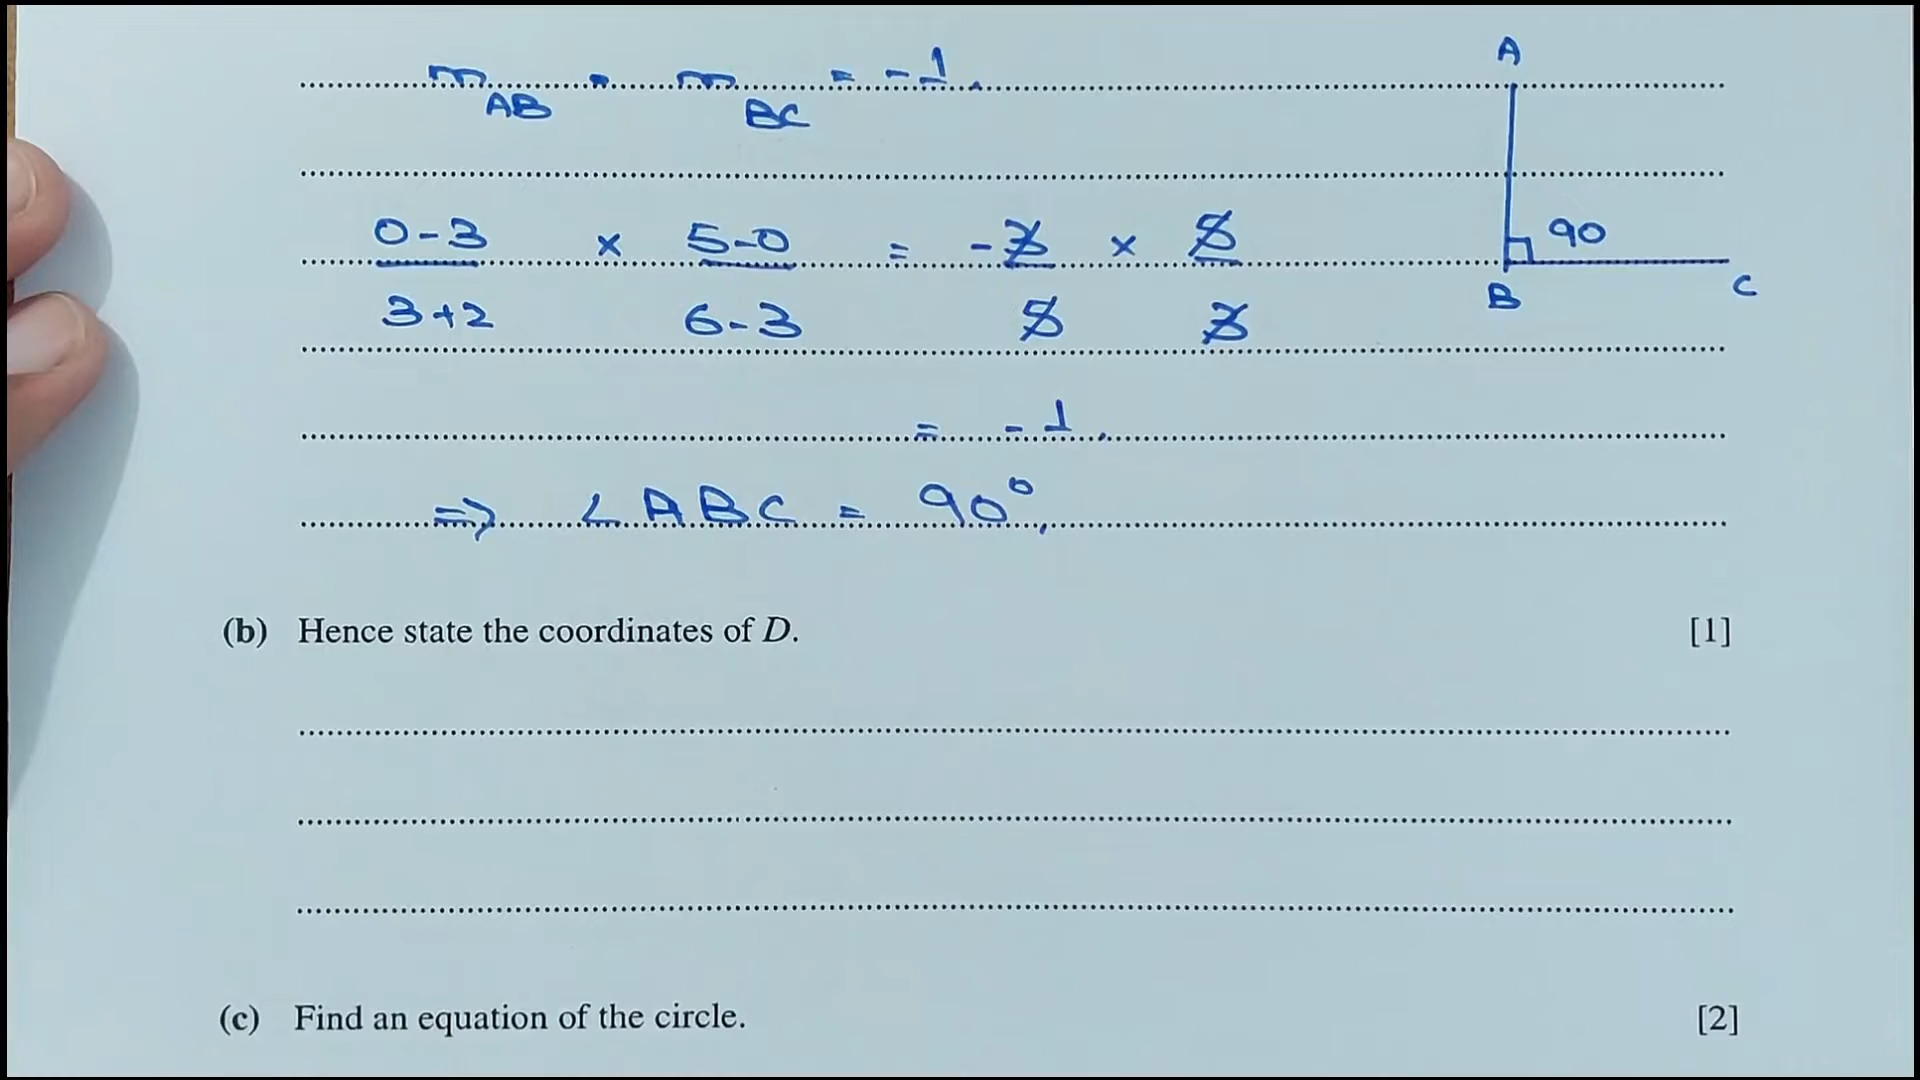 m_AB · m_BC = -1.
A
0-3 × 5-0 = -3 × 5
3+2 6-3 5 3
90
B C
= -1.
⇒ ∠ABC = 90°.
(b) Hence state the coordinates of D. [1]
(c) Find an equation of the circle. [2]